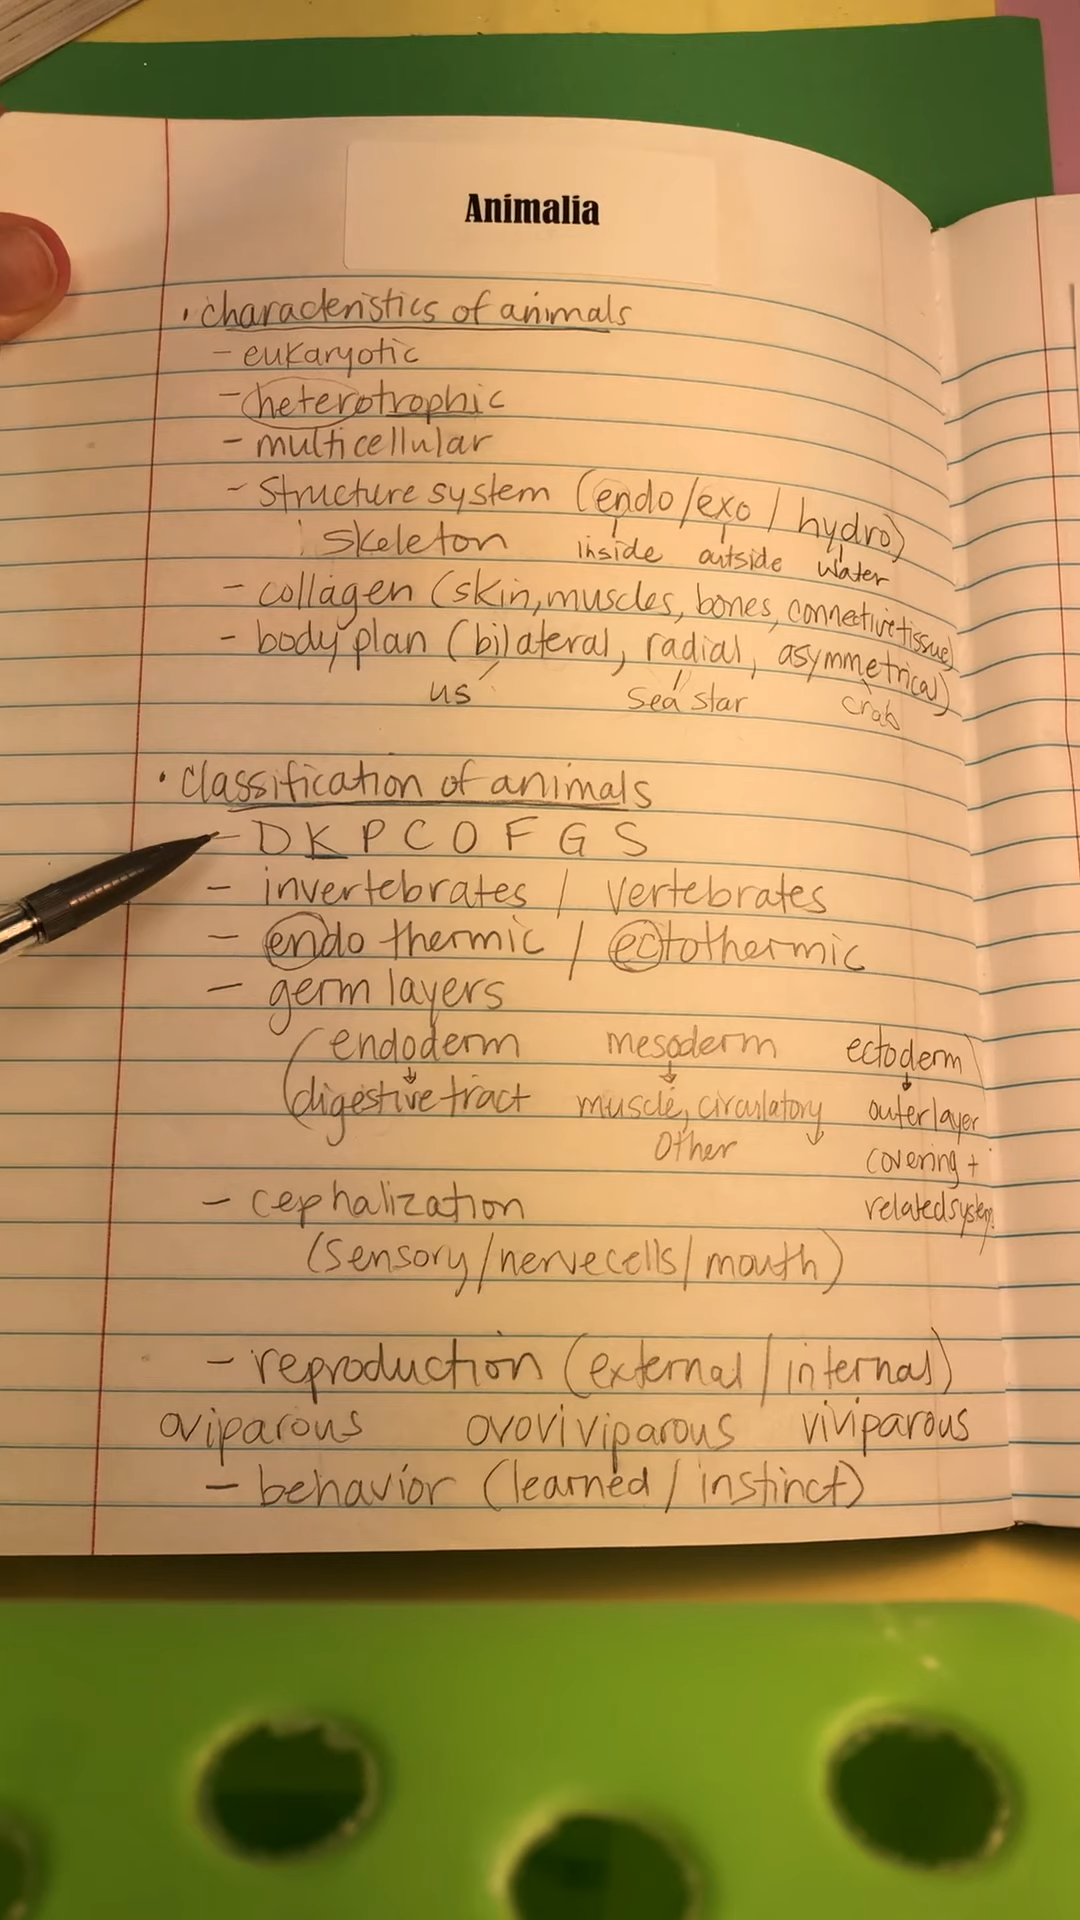 Animalia
• characteristics of animals
- eukaryotic
- heterotrophic
- multicellular
- structure system (endo/exo/hydro)
skeleton inside outside water
- collagen (skin, muscles, bones, connective tissue)
- body plan (bilateral, radial, asymmetrical)
us sea star crab
• classification of animals
- D K P C O F G S
- invertebrates / vertebrates
- endothermic / ectothermic
- germ layers
(endoderm mesoderm ectoderm)
digestive tract muscle, circulatory outer layer
other covering +
- cephalization related system
(sensory/nerve cells/mouth)
- reproduction (external/internal)
oviparous ovoviviparous viviparous
- behavior (learned/instinct)